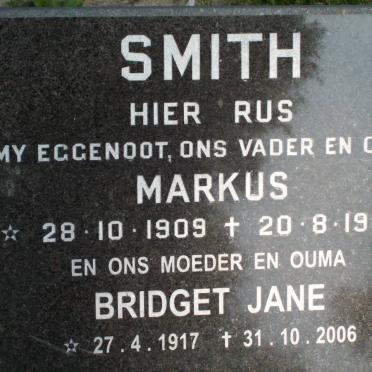 SMITH
HIER RUS
MY EGGENOOT, ONS VADER EN
MARKUS
☆ 28·10·1909 ✝ 20·8·
EN ONS MOEDER EN OUMA
BRIDGET JANE
☆ 27.4.1917 ✝ 31.10.2006